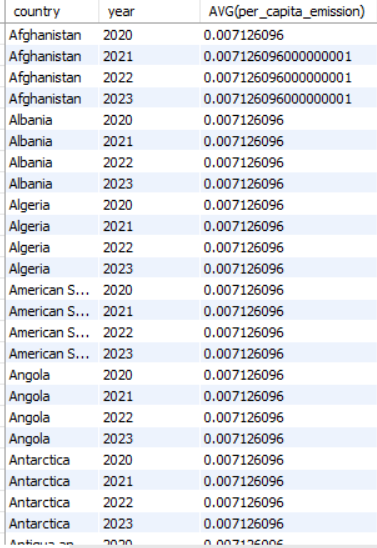 country year AVG(per_capita_emission)
Afghanistan 2020 0.007126096
Afghanistan 2021 0.007126096000000001
Afghanistan 2022 0.007126096000000001
Afghanistan 2023 0.007126096000000001
Albania 2020 0.007126096
Albania 2021 0.007126096
Albania 2022 0.007126096
Albania 2023 0.007126096
Algeria 2020 0.007126096
Algeria 2021 0.007126096
Algeria 2022 0.007126096
Algeria 2023 0.007126096
American S... 2020 0.007126096
American S... 2021 0.007126096
American S... 2022 0.007126096
American S... 2023 0.007126096
Angola 2020 0.007126096
Angola 2021 0.007126096
Angola 2022 0.007126096
Angola 2023 0.007126096
Antarctica 2020 0.007126096
Antarctica 2021 0.007126096
Antarctica 2022 0.007126096
Antarctica 2023 0.007126096
Antigua an... 2020 0.007126096